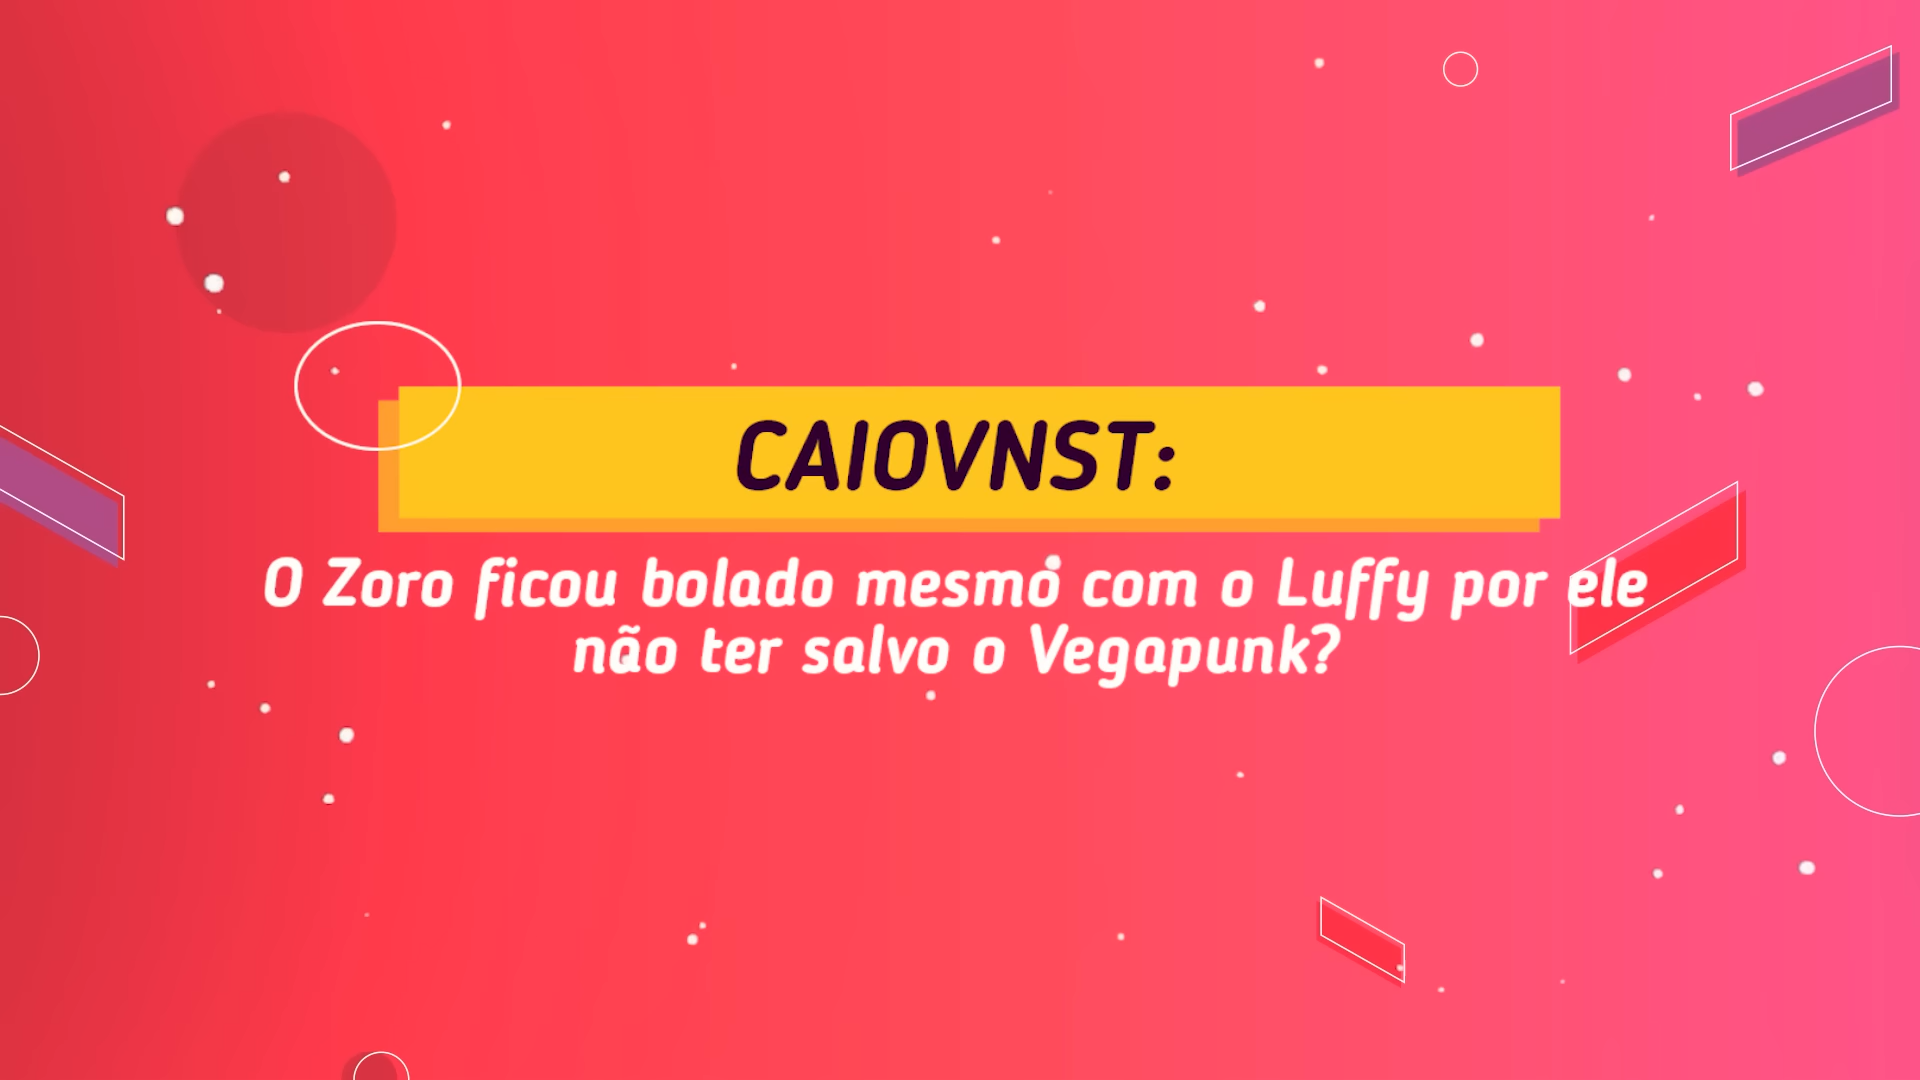 CAIOVNST:
O Zoro ficou bolado mesmo com o Luffy por ele
não ter salvo o Vegapunk?